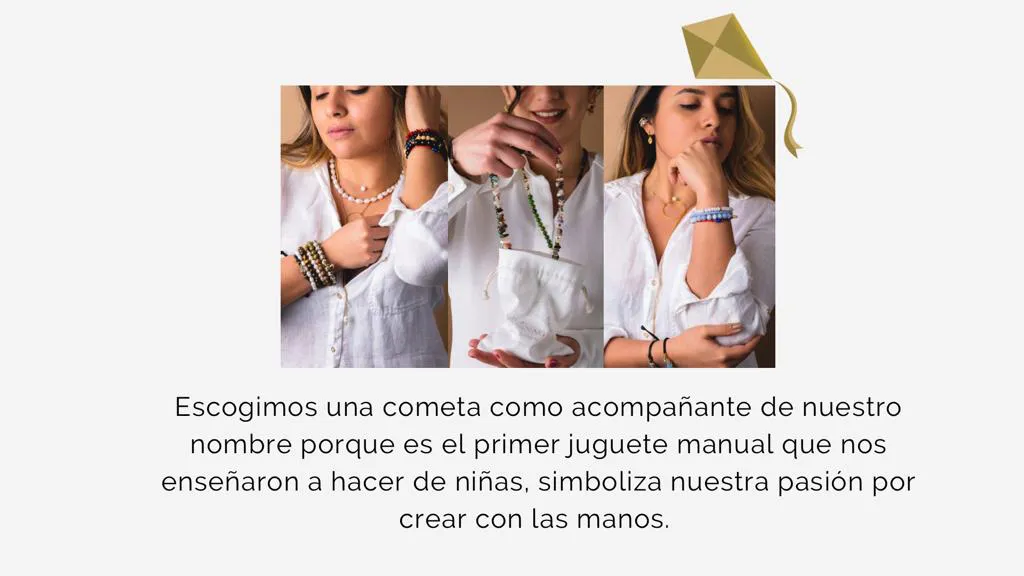 Escogimos una cometa como acompañante de nuestro
nombre porque es el primer juguete manual que nos
enseñaron a hacer de niñas, simboliza nuestra pasión por
crear con las manos.